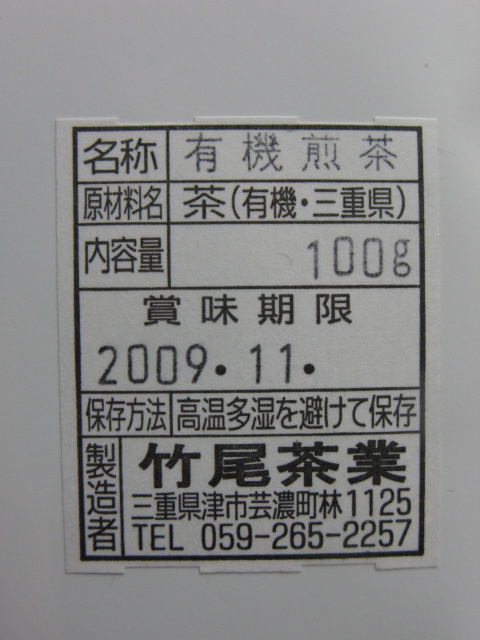 名称 有機煎茶
原材料名 茶(有機・三重県)
内容量 100g
賞味期限
2009.11.
保存方法 高温多湿を避けて保存
製造者 竹尾茶業
三重県津市芸濃町林1125
TEL 059-265-2257